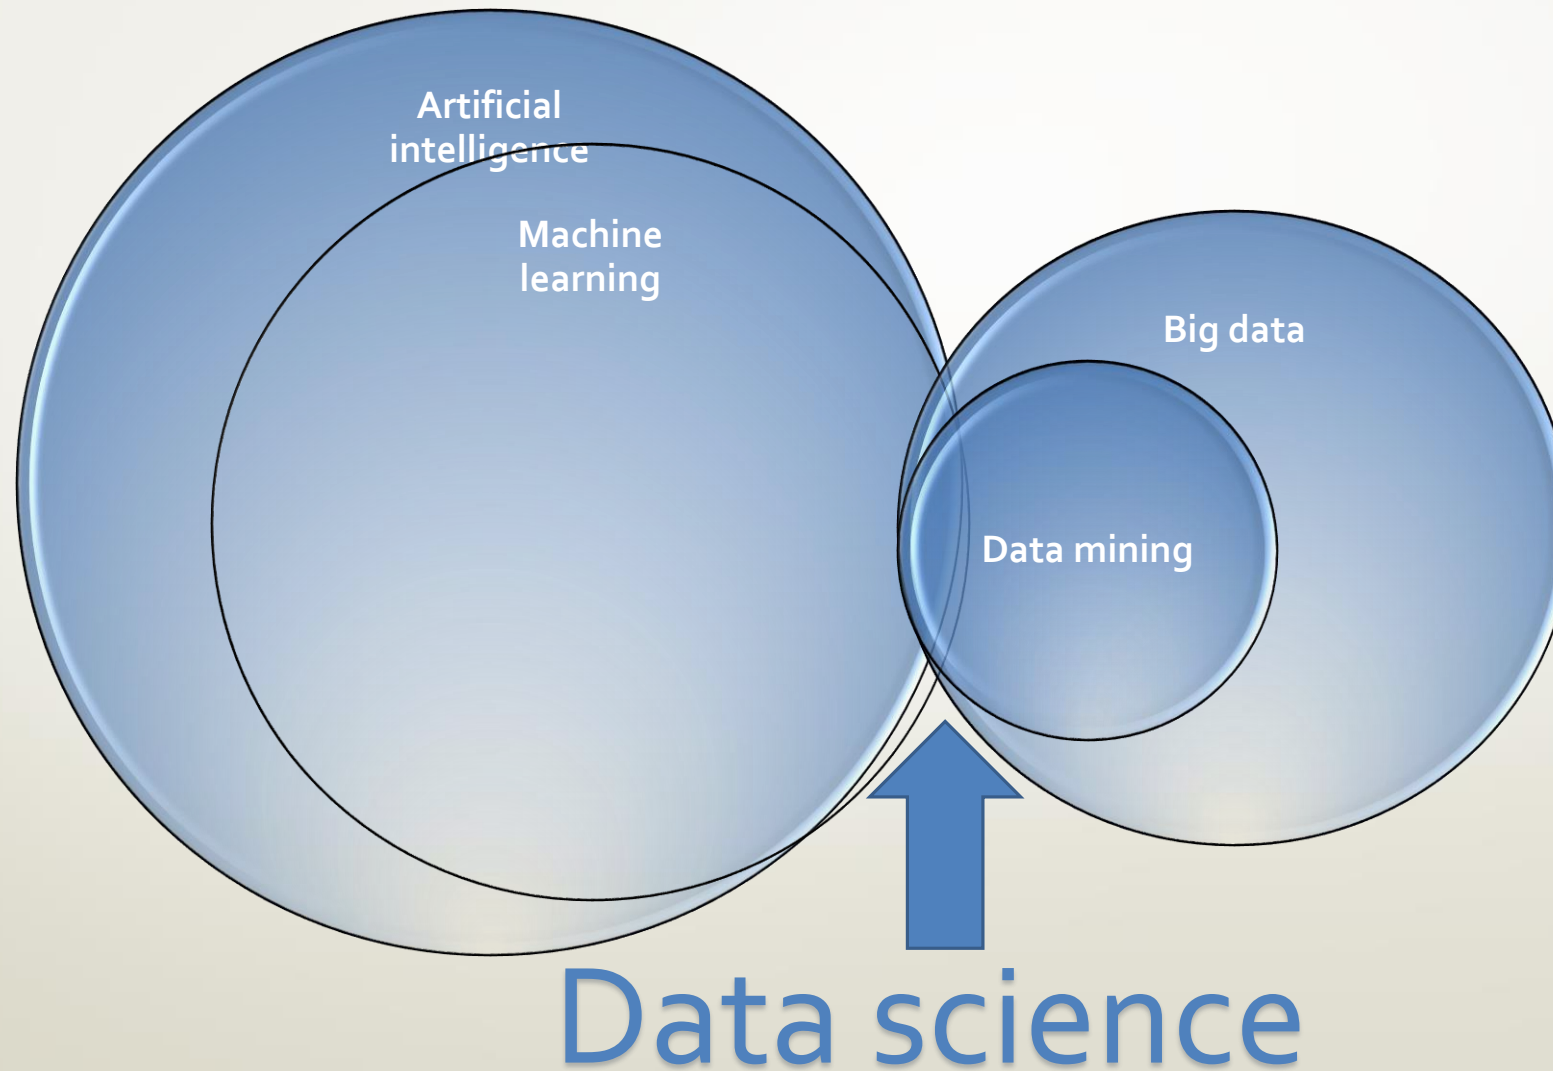 Artificial
intelligence
Machine
learning
Big data
Data mining
Data science